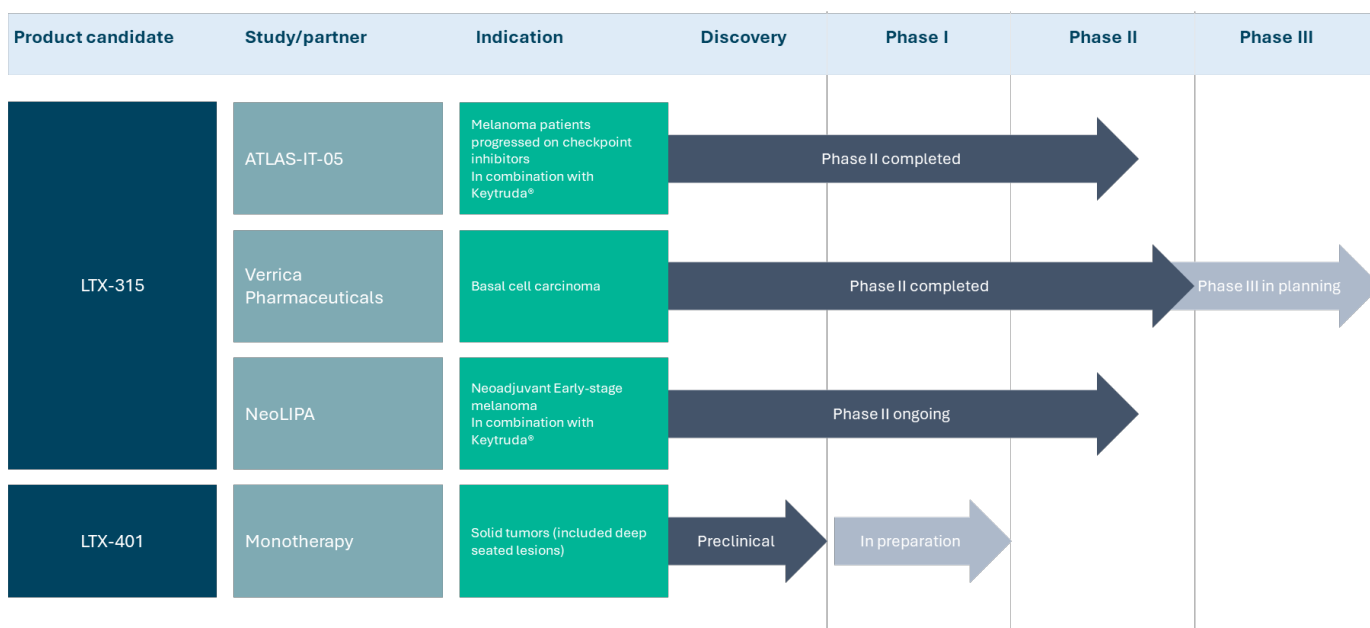 Product candidate
Study/partner
Indication
Discovery
Phase I
Phase II
Phase III
LTX-315
ATLAS-IT-05
Melanoma patients
progressed on checkpoint
inhibitors
In combination with
Keytruda®
Phase II completed
Verrica
Pharmaceuticals
Basal cell carcinoma
Phase II completed
Phase III in planning
NeoLIPA
Neoadjuvant Early-stage
melanoma
In combination with
Keytruda®
Phase II ongoing
LTX-401
Monotherapy
Solid tumors (included deep
seated lesions)
Preclinical
In preparation